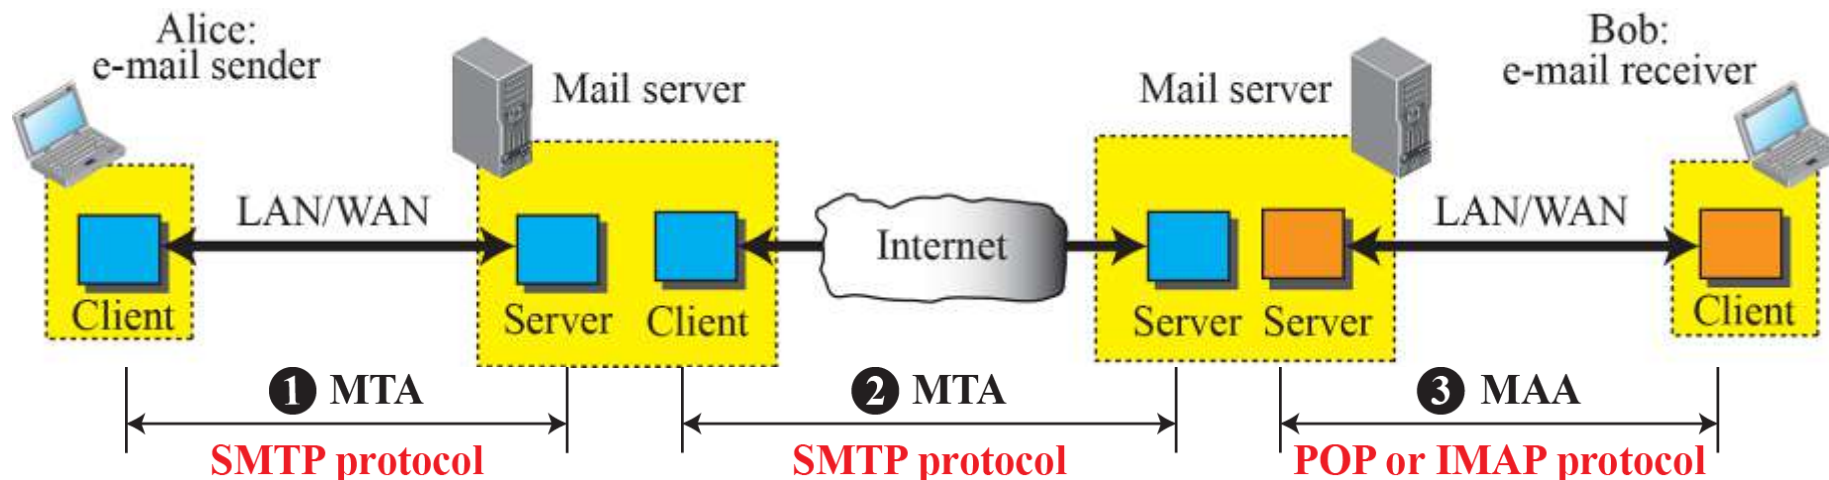 Alice:
e-mail sender
Mail server
Mail server
Bob:
e-mail receiver
LAN/WAN
Internet
LAN/WAN
Client
Server
Client
Server
Server
Client
1 MTA
2 MTA
3 MAA
SMTP protocol
SMTP protocol
POP or IMAP protocol